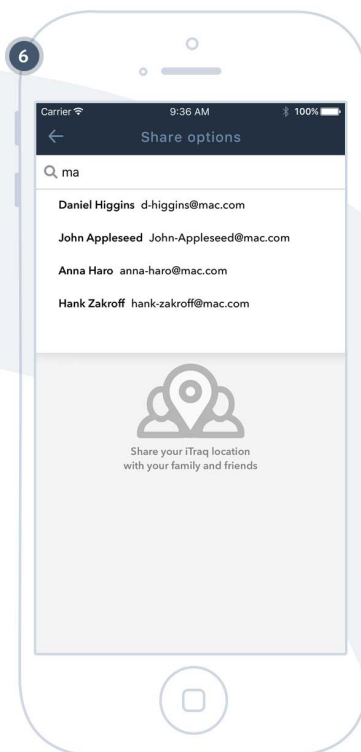 6
Carrier 9:36 AM 100%
Share options
ma
Daniel Higgins d-higgins@mac.com
John Appleseed John-Appleseed@mac.com
Anna Haro anna-haro@mac.com
Hank Zakroff hank-zakroff@mac.com
Share your iTraq location
with your family and friends